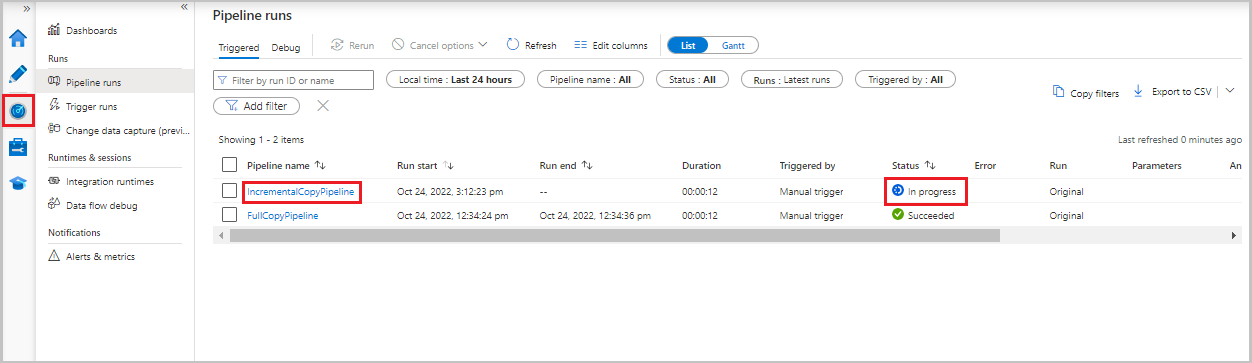 Pipeline runs
Dashboards
Runs
Pipeline runs
Trigger runs
Change data capture (previ...
Runtimes & sessions
Integration runtimes
Data flow debug
Notifications
Alerts & metrics
Triggered Debug Rerun Cancel options Refresh Edit columns List Gantt
Filter by run ID or name Local time : Last 24 hours Pipeline name : All Status : All Runs : Latest runs Triggered by : All
Add filter Copy filters Export to CSV
Showing 1 - 2 items Last refreshed 0 minutes ago
Pipeline name Run start Run end Duration Triggered by Status Error Run Parameters An
IncrementalCopyPipeline Oct 24, 2022, 3:12:23 pm -- 00:00:12 Manual trigger In progress Original
FullCopyPipeline Oct 24, 2022, 12:34:24 pm Oct 24, 2022, 12:34:36 pm 00:00:12 Manual trigger Succeeded Original